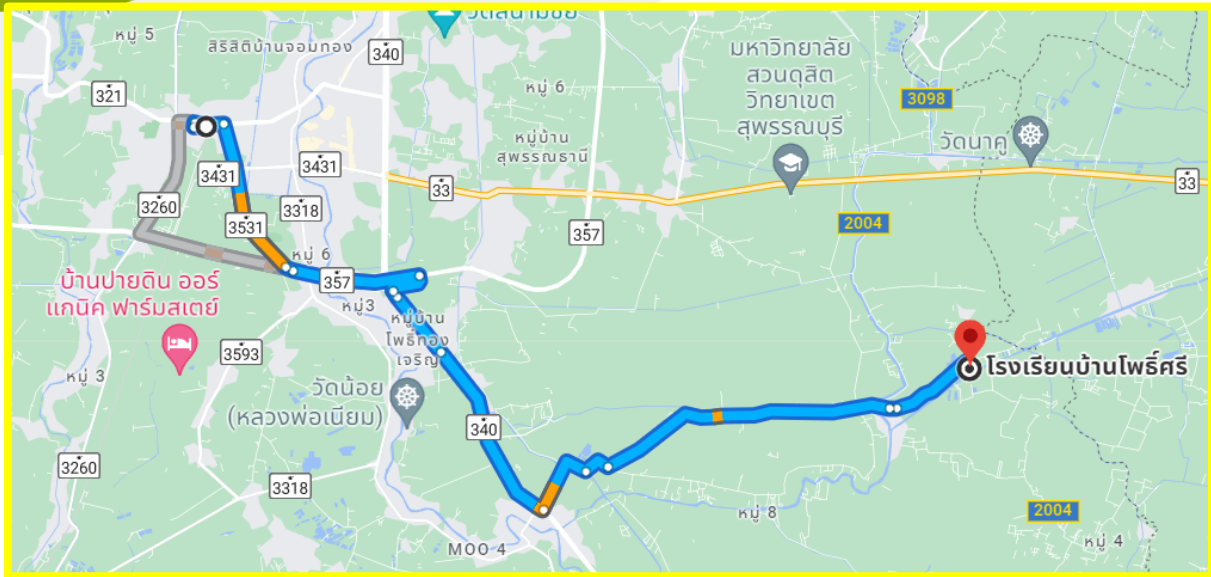 วัดสนามชัย
หมู่ 5
สิริสิติบ้านจอมทอง
340
มหาวิทยาลัย
สวนดุสิต
วิทยาเขต
สุพรรณบุรี
321
หมู่ 6
3098
หมู่บ้าน
สุพรรณธานี
วัดนาคู
3431
3431
33
33
3260
3318
3531
2004
357
หมู่ 6
357
บ้านปายดิน ออร์
แกนิค ฟาร์มสเตย์
หมู่3
หมู่บ้าน
โพธิ์ทอง
เจริญ
3593
หมู่ 3
โรงเรียนบ้านโพธิ์ศรี
วัดน้อย
(หลวงพ่อเนียม)
340
3260
3318
หมู่ 8
2004
MOO 4
หมู่ 4